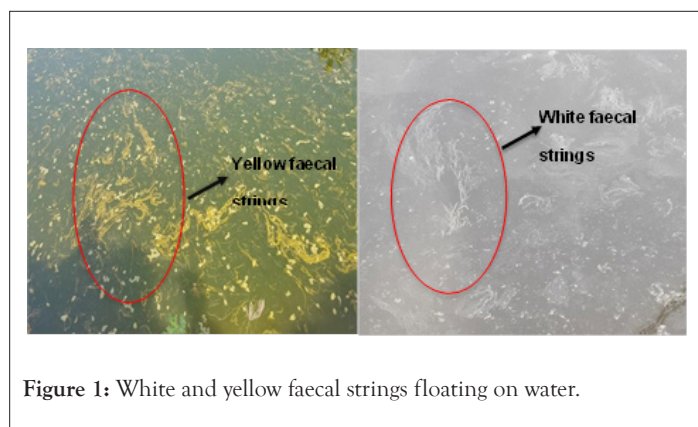 Yellow faecal
strings
White faecal
strings
Figure 1: White and yellow faecal strings floating on water.